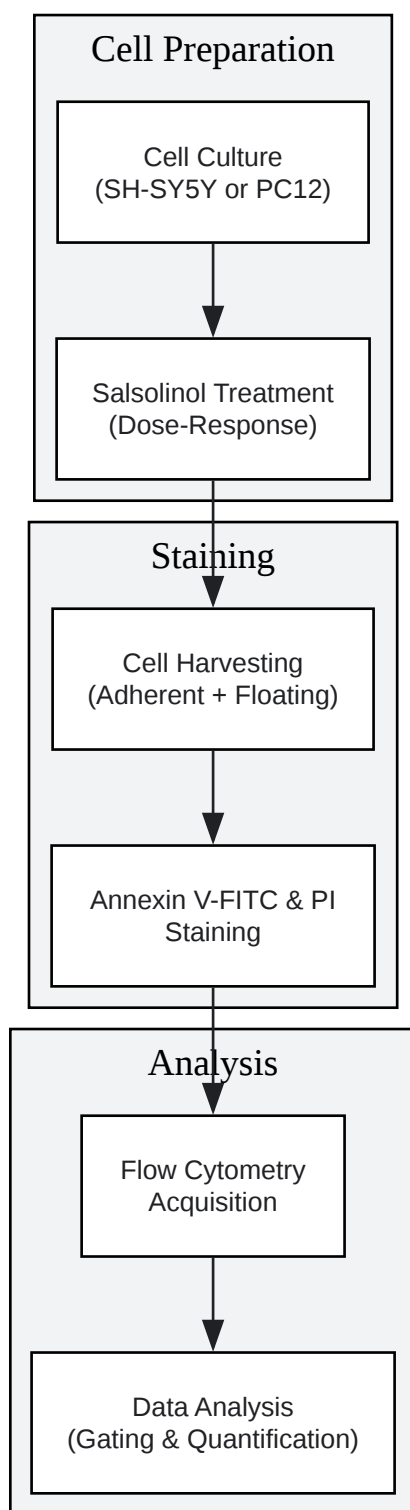 Cell Preparation
Cell Culture
(SH-SY5Y or PC12)
Salsolinol Treatment
(Dose-Response)
Staining
Cell Harvesting
(Adherent + Floating)
Annexin V-FITC & PI
Staining
Analysis
Flow Cytometry
Acquisition
Data Analysis
(Gating & Quantification)